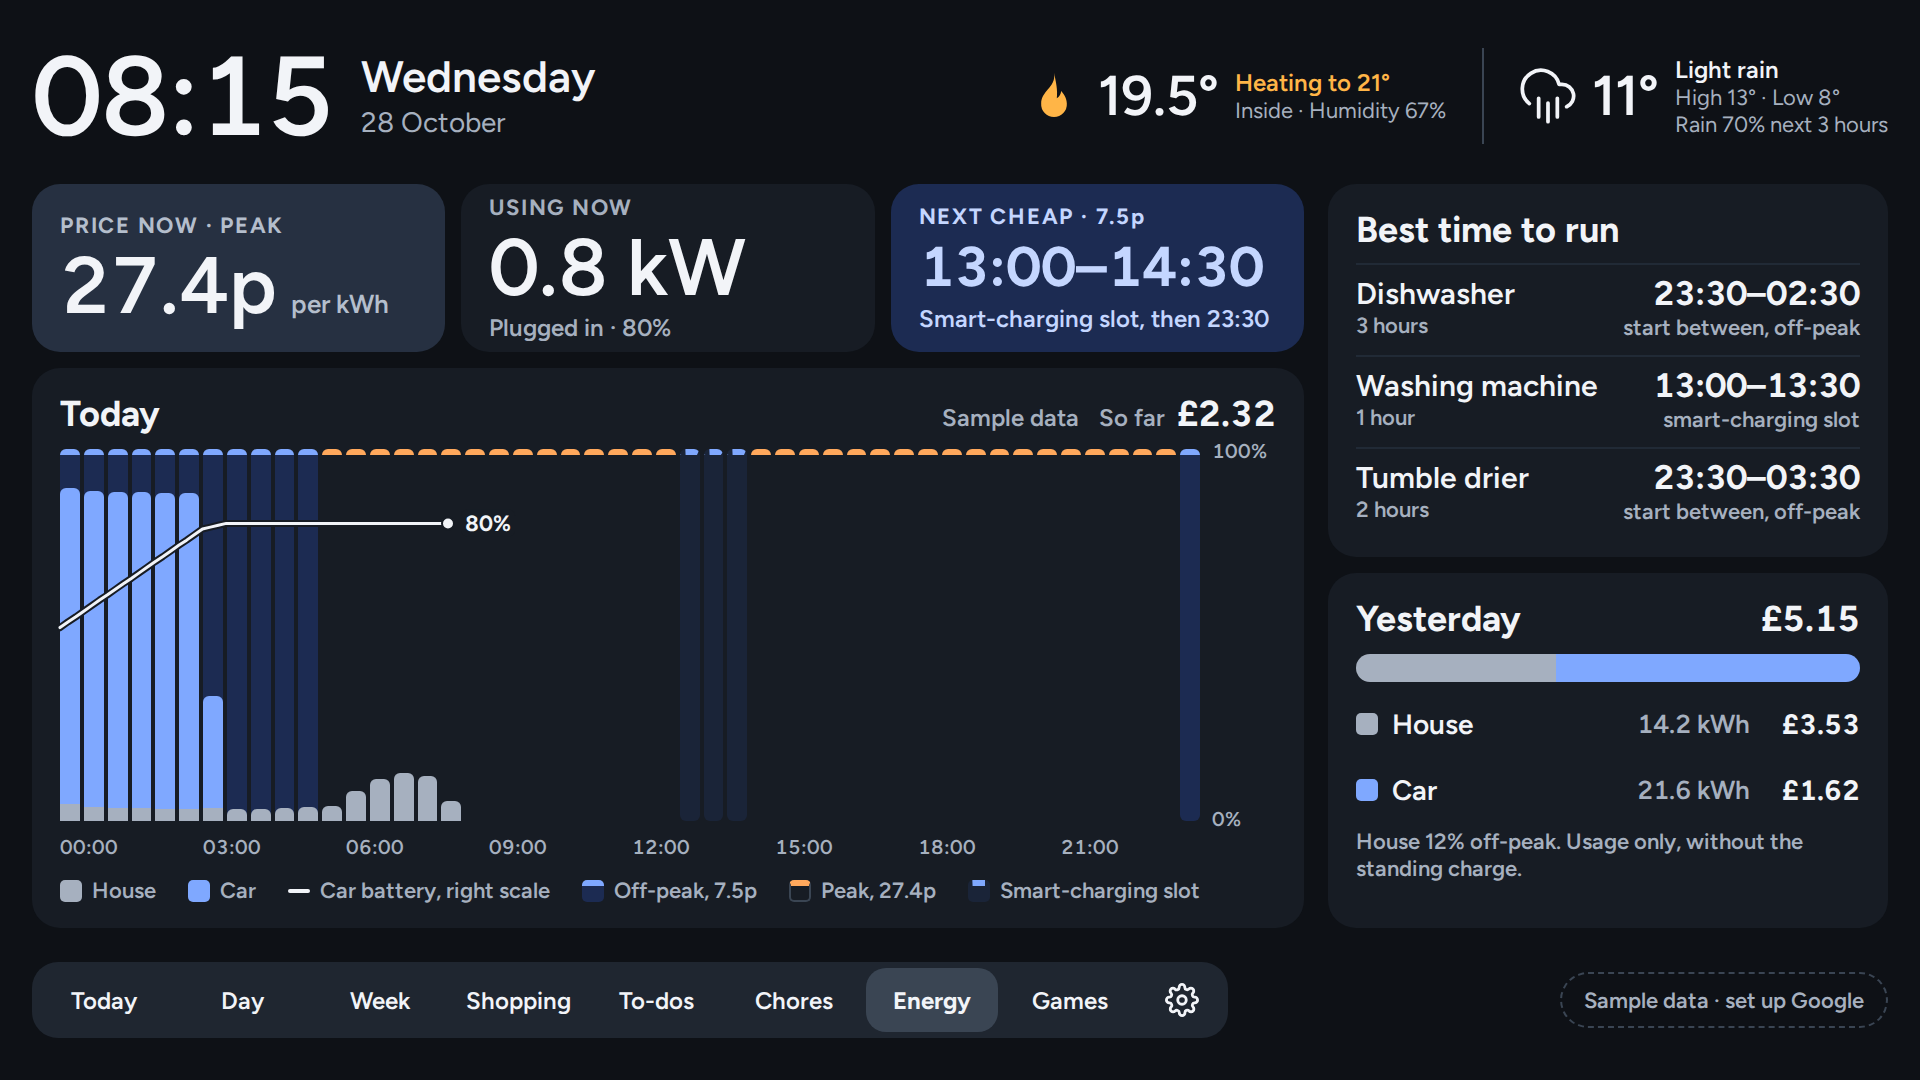 08:15
Wednesday
28 October
19.5°
Heating to 21°
Inside · Humidity 67%
11°
Light rain
High 13° · Low 8°
Rain 70% next 3 hours
PRICE NOW · PEAK
27.4p per kWh
USING NOW
0.8 kW
Plugged in · 80%
NEXT CHEAP · 7.5p
13:00–14:30
Smart-charging slot, then 23:30
Today
Sample data So far £2.32
100%
80%
0%
00:00 03:00 06:00 09:00 12:00 15:00 18:00 21:00
House Car Car battery, right scale Off-peak, 7.5p Peak, 27.4p Smart-charging slot
Best time to run
Dishwasher 23:30–02:30
3 hours start between, off-peak
Washing machine 13:00–13:30
1 hour smart-charging slot
Tumble drier 23:30–03:30
2 hours start between, off-peak
Yesterday £5.15
House 14.2 kWh £3.53
Car 21.6 kWh £1.62
House 12% off-peak. Usage only, without the
standing charge.
Today Day Week Shopping To-dos Chores Energy Games
Sample data · set up Google